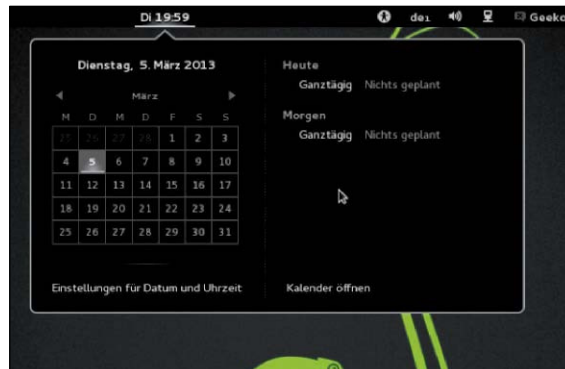 Di 19:59
de1
Geeko
Dienstag, 5. März 2013
März
M D M D F S S
25 26 27 28 1 2 3
4 5 6 7 8 9 10
11 12 13 14 15 16 17
18 19 20 21 22 23 24
25 26 27 28 29 30 31
Einstellungen für Datum und Uhrzeit
Heute
Ganztägig Nichts geplant
Morgen
Ganztägig Nichts geplant
Kalender öffnen